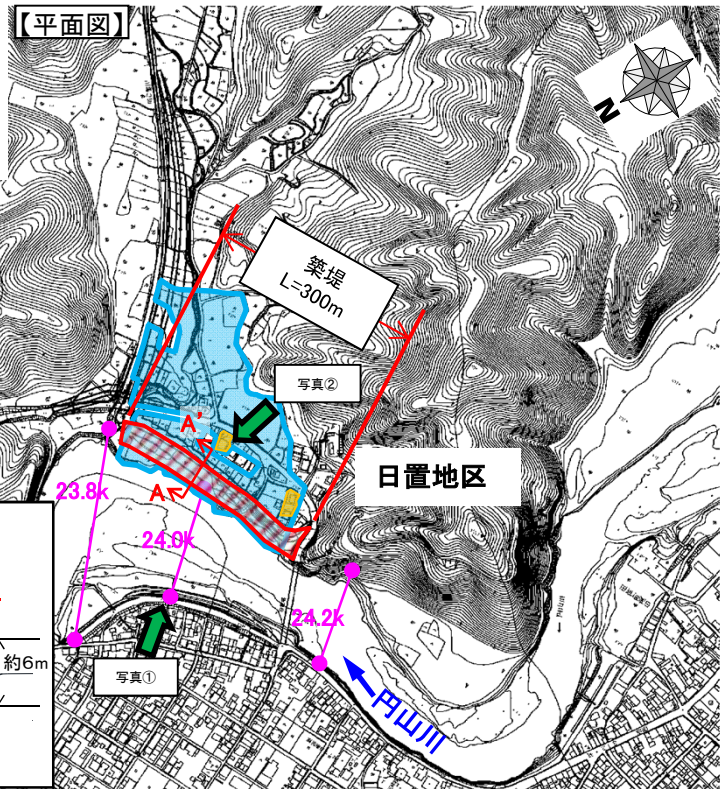 【平面図】
N
築堤
L=300m
写真②
A'
A
日置地区
23.8k
24.0k
24.2k
約6m
写真①
円山川